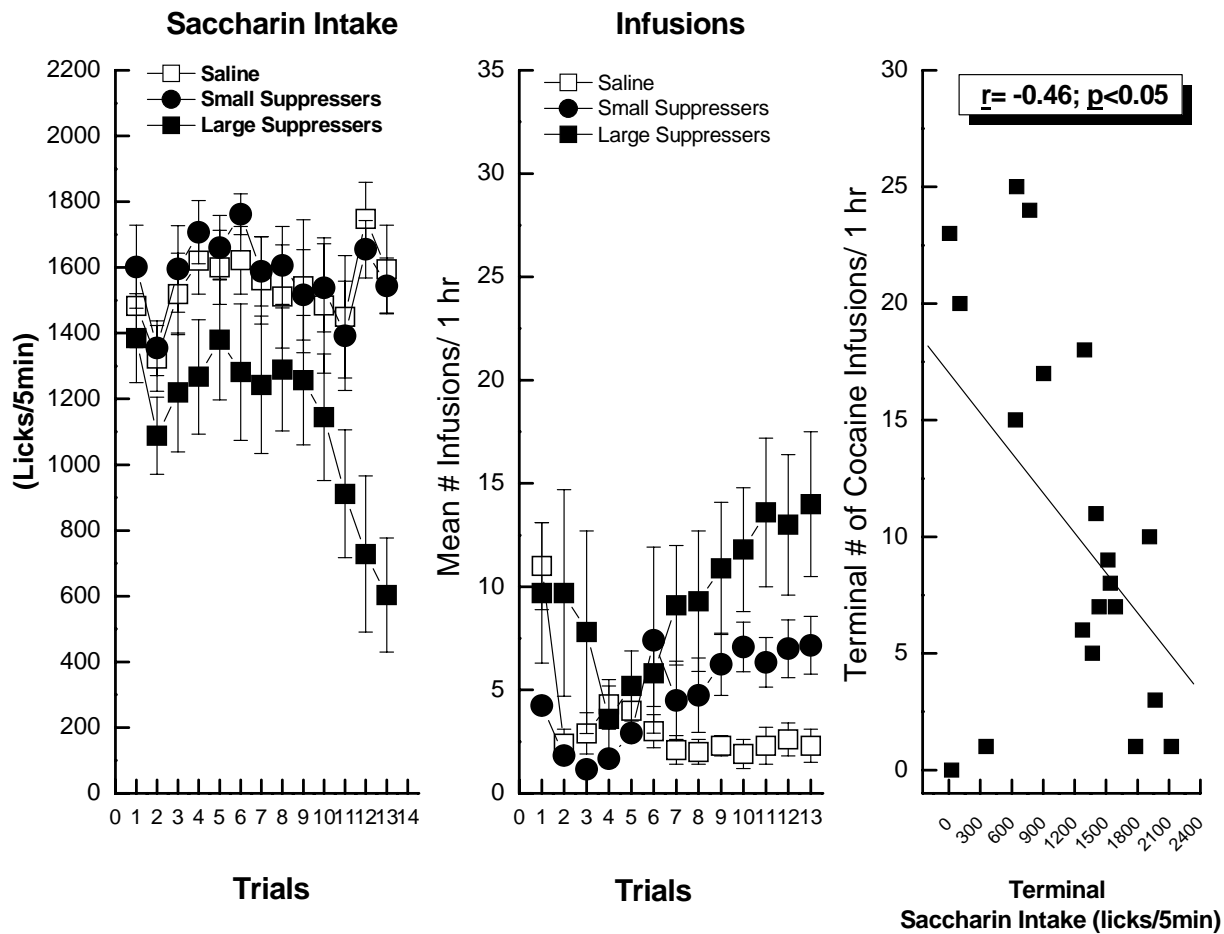 Saccharin Intake
Saline
Small Suppressers
Large Suppressers
2200
2000
1800
1600
1400
1200
1000
800
600
400
200
0
(Licks/5min)
0 1 2 3 4 5 6 7 8 9 10 11 12 13 14
Trials
Infusions
Saline
Small Suppressers
Large Suppressers
35
30
25
20
15
10
5
0
Mean # Infusions/ 1 hr
0 1 2 3 4 5 6 7 8 9 10 11 12 13
Trials
r= -0.46; p<0.05
30
25
20
15
10
5
0
Terminal # of Cocaine Infusions/ 1 hr
0 300 600 900 1200 1500 1800 2100 2400
Terminal
Saccharin Intake (licks/5min)